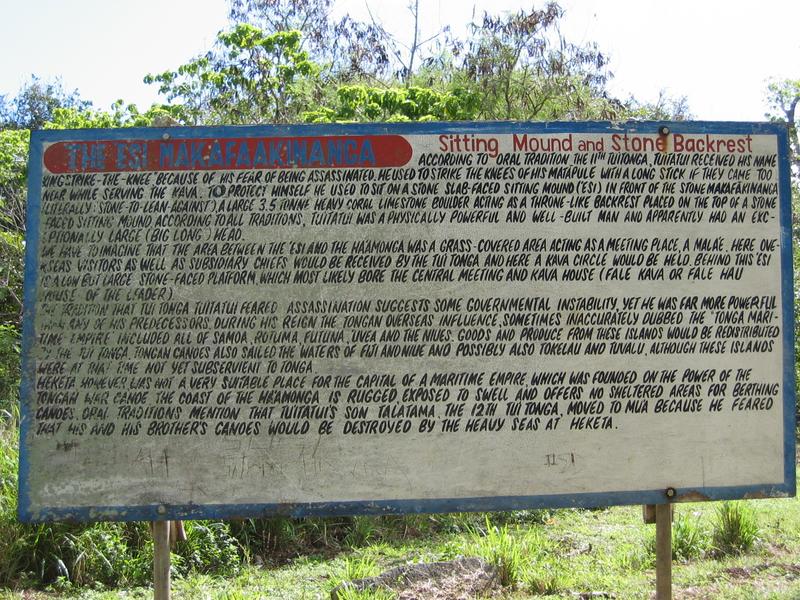 THE ESI MAKAFAAKINANGA
Sitting Mound and Stone Backrest
ACCORDING TO ORAL TRADITION THE 11TH TUITONGA, TUITATUI RECEIVED HIS NAME
KING-STRIKE-THE-KNEE BECAUSE OF HIS FEAR OF BEING ASSASSINATED. HE USED TO STRIKE THE KNEES OF HIS MATAPULE WITH A LONG STICK IF THEY CAME TOO
NEAR WHILE SERVING THE KAVA. TO PROTECT HIMSELF HE USED TO SIT ON A STONE SLAB-FACED SITTING MOUND ('ESI) IN FRONT OF THE STONE MAKAFAAKINANGA
(LITERALLY: STONE-TO-LEAN-AGAINST) A LARGE 3.5 TONNE HEAVY CORAL LIMESTONE BOULDER ACTING AS A THRONE-LIKE BACKREST PLACED ON THE TOP OF A STONE
-FACED SITTING MOUND ACCORDING TO ALL TRADITIONS, TUITATUI WAS A PHYSICALLY POWERFUL AND WELL-BUILT MAN AND APPARENTLY HAD AN EXC-
EPTIONALLY LARGE (BIG LONG) HEAD.
WE HAVE TO IMAGINE THAT THE AREA BETWEEN THE 'ESI AND THE HA'AMONGA WAS A GRASS-COVERED AREA ACTING AS A MEETING PLACE, A MALA'E. HERE OVE-
RSEAS VISITORS AS WELL AS SUBSIDIARY CHIEFS WOULD BE RECEIVED BY THE TUI TONGA AND HERE A KAVA CIRCLE WOULD BE HELD. BEHIND THIS 'ESI
IS A LOW BUT LARGE STONE-FACED PLATFORM, WHICH MOST LIKELY BORE THE CENTRAL MEETING AND KAVA HOUSE (FALE KAVA OR FALE HAU
HOUSE OF THE LEADER)
THE TRADITION THAT TUI TONGA TUITATUI FEARED ASSASSINATION SUGGESTS SOME GOVERNMENTAL INSTABILITY, YET HE WAS FAR MORE POWERFUL
THAN ANY OF HIS PREDECESSORS. DURING HIS REIGN THE TONGAN OVERSEAS INFLUENCE, SOMETIMES INACCURATELY DUBBED THE "TONGA MARI-
TIME EMPIRE INCLUDED ALL OF SAMOA, ROTUMA, FUTUNA, UVEA AND THE NIUES. GOODS AND PRODUCE FROM THESE ISLANDS WOULD BE REDISTRIBUTED
BY THE TUI TONGA. TONGAN CANOES ALSO SAILED THE WATERS OF FIJI AND NIUE AND POSSIBLY ALSO TOKELAU AND TUVALU, ALTHOUGH THESE ISLANDS
WERE AT THAT TIME NOT YET SUBSERVIENT TO TONGA.
HEKETA HOWEVER WAS NOT A VERY SUITABLE PLACE FOR THE CAPITAL OF A MARITIME EMPIRE, WHICH WAS FOUNDED ON THE POWER OF THE
TONGAN WAR CANOE THE COAST OF THE HA'AMONGA IS RUGGED, EXPOSED TO SWELL AND OFFERS NO SHELTERED AREAS FOR BERTHING
CANOES. ORAL TRADITIONS MENTION THAT TUITATUI'S SON TALATAMA, THE 12TH TUI TONGA, MOVED TO MUA BECAUSE HE FEARED
THAT HIS AND HIS BROTHER'S CANOES WOULD BE DESTROYED BY THE HEAVY SEAS AT HEKETA.